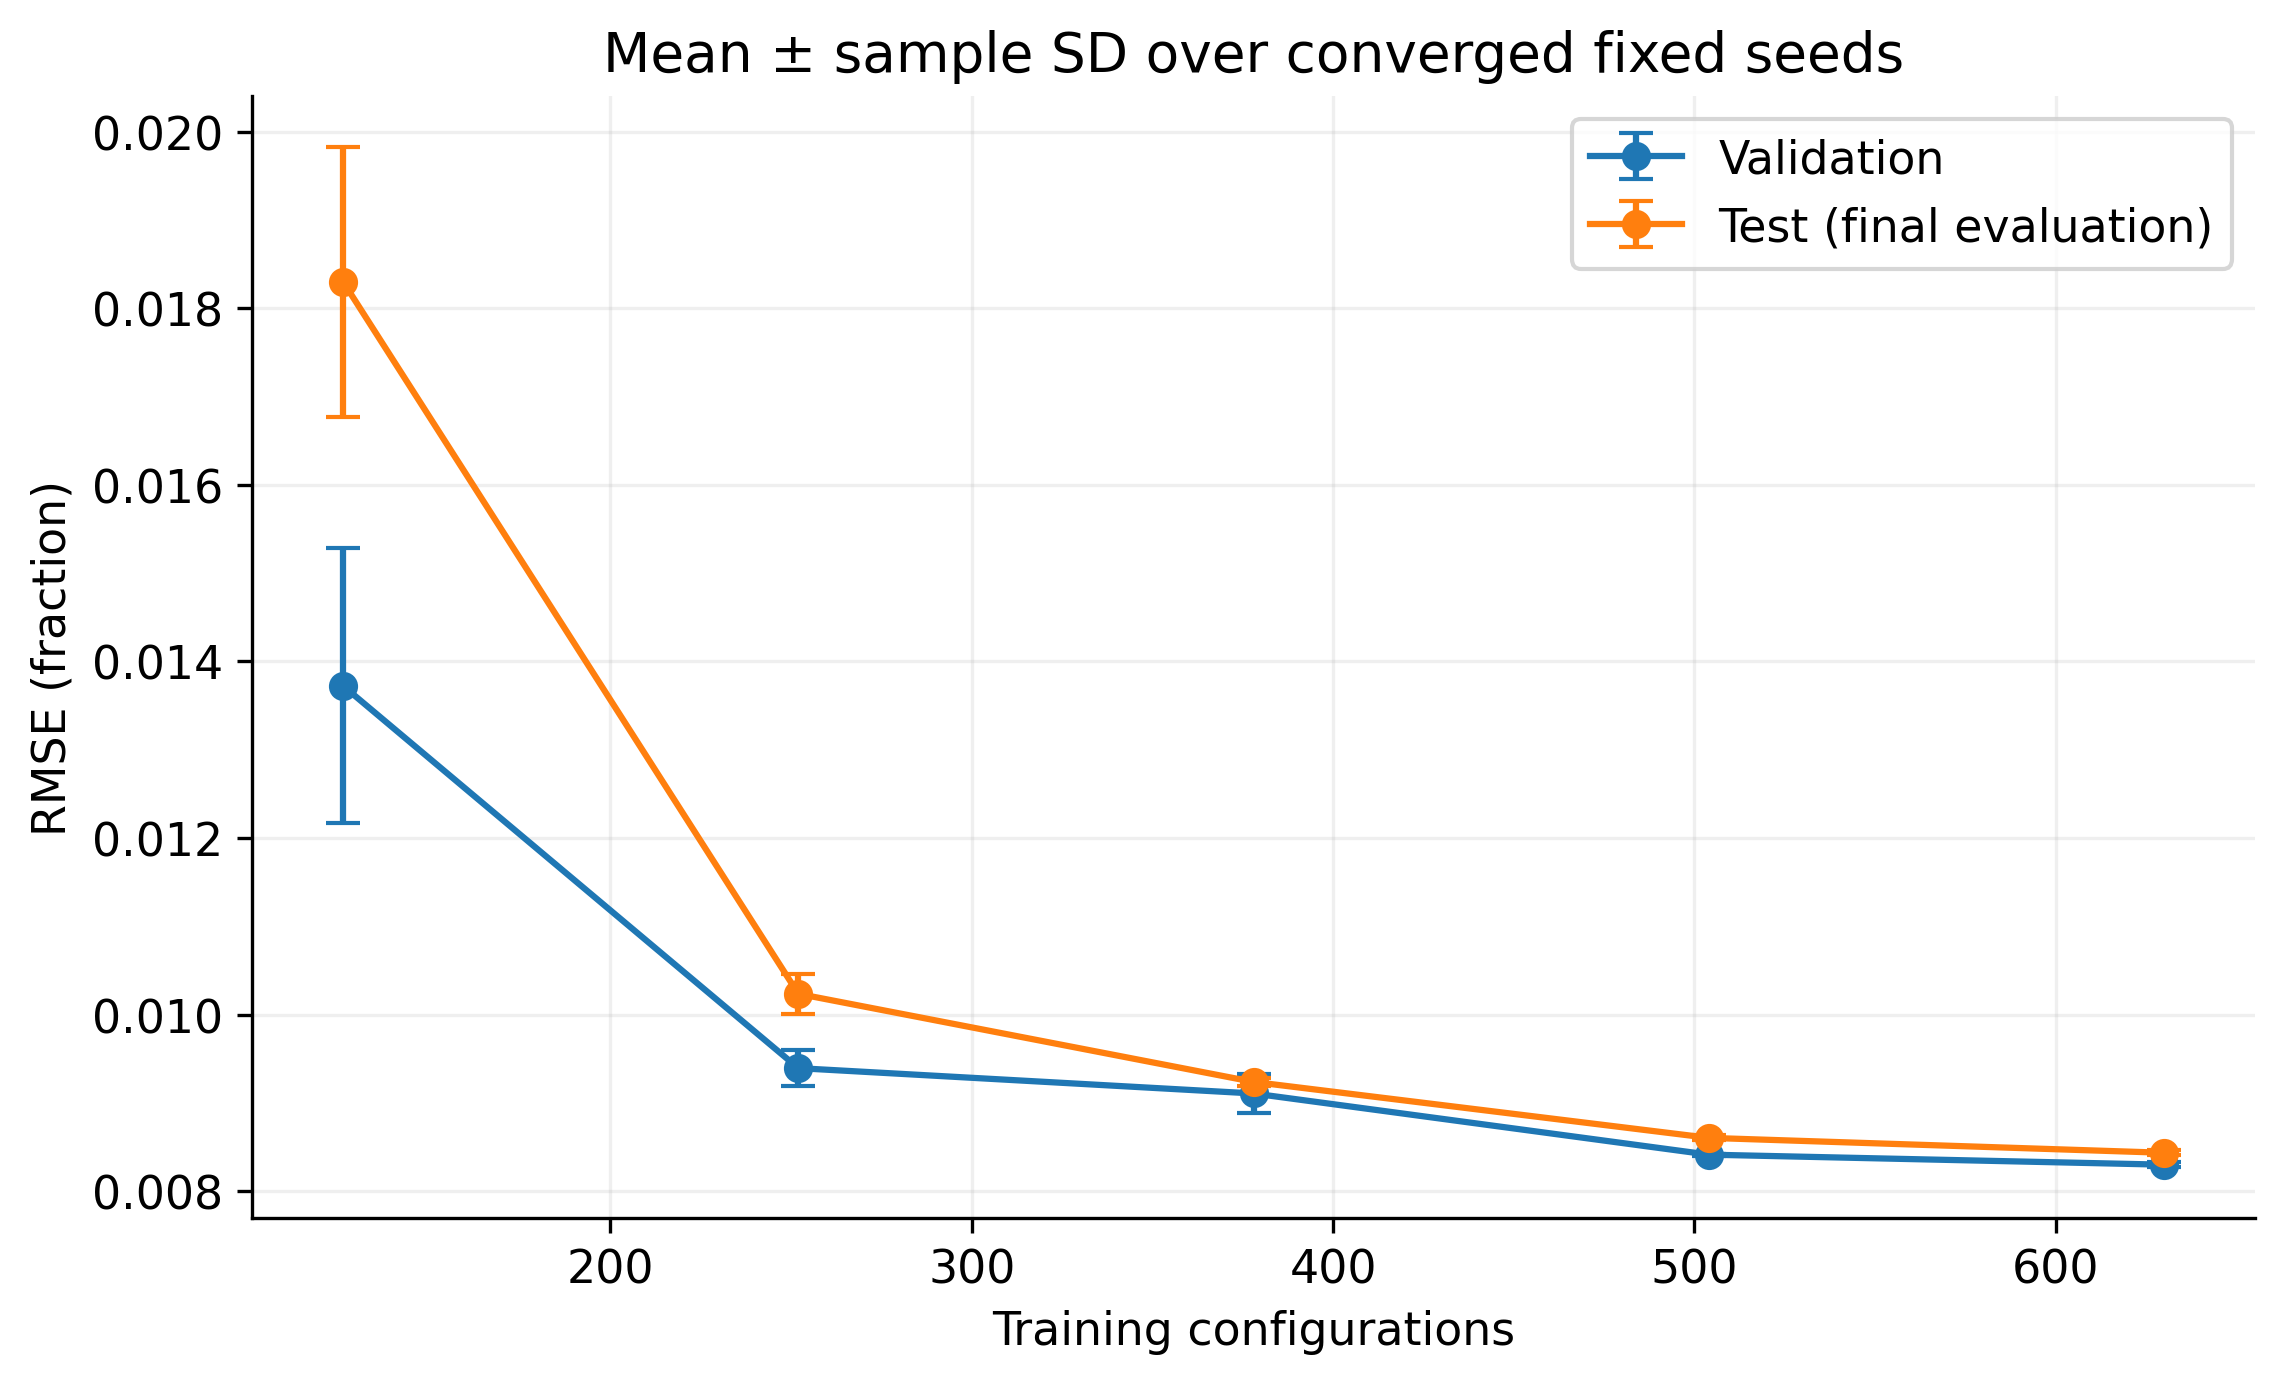 Mean ± sample SD over converged fixed seeds
Validation
Test (final evaluation)
RMSE (fraction)
0.020
0.018
0.016
0.014
0.012
0.010
0.008
200 300 400 500 600
Training configurations